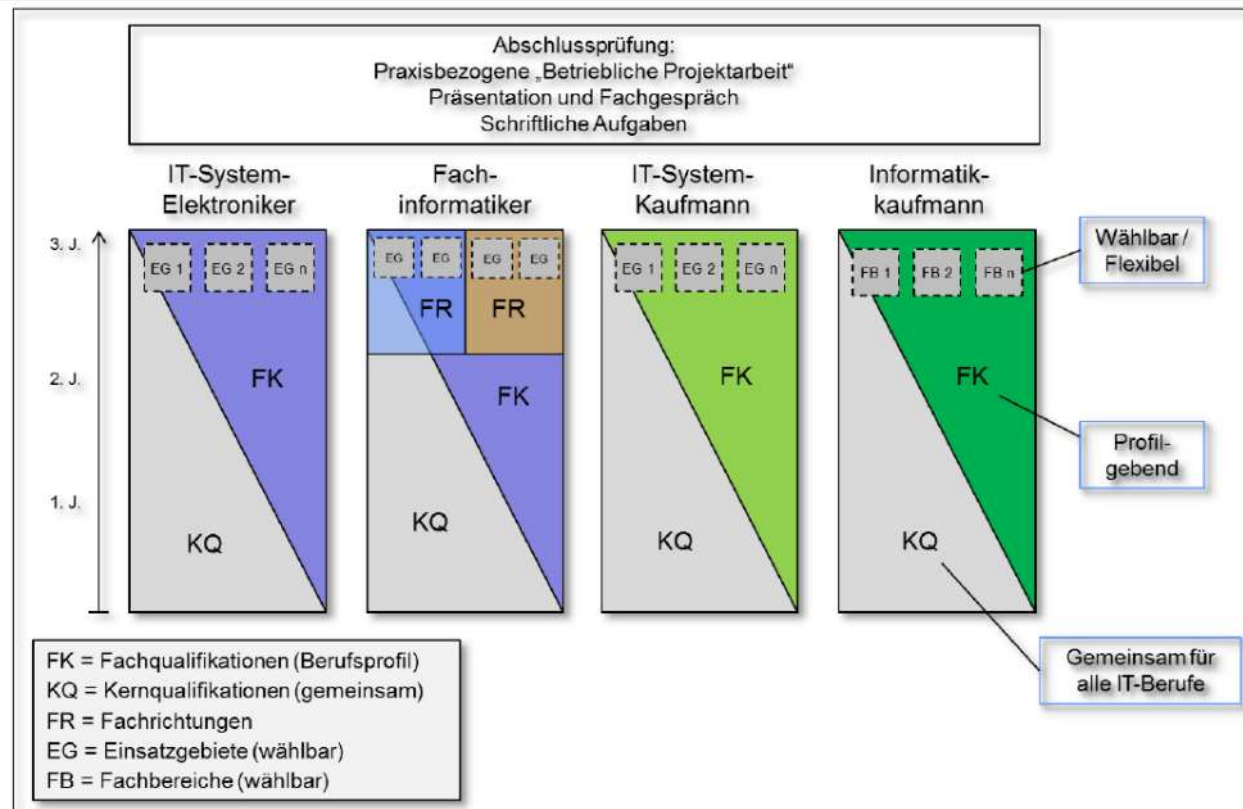 Abschlussprüfung:
Praxisbezogene „Betriebliche Projektarbeit“
Präsentation und Fachgespräch
Schriftliche Aufgaben
IT-System-
Elektroniker
Fach-
informatiker
IT-System-
Kaufmann
Informatik-
kaufmann
3. J.
2. J.
1. J.
EG 1 EG 2 EG n
FK
KQ
EG EG EG EG
FR FR
FK
KQ
EG 1 EG 2 EG n
FK
KQ
FB 1 FB 2 FB n
FK
KQ
Wählbar /
Flexibel
Profil-
gebend
Gemeinsam für
alle IT-Berufe
FK = Fachqualifikationen (Berufsprofil)
KQ = Kernqualifikationen (gemeinsam)
FR = Fachrichtungen
EG = Einsatzgebiete (wählbar)
FB = Fachbereiche (wählbar)